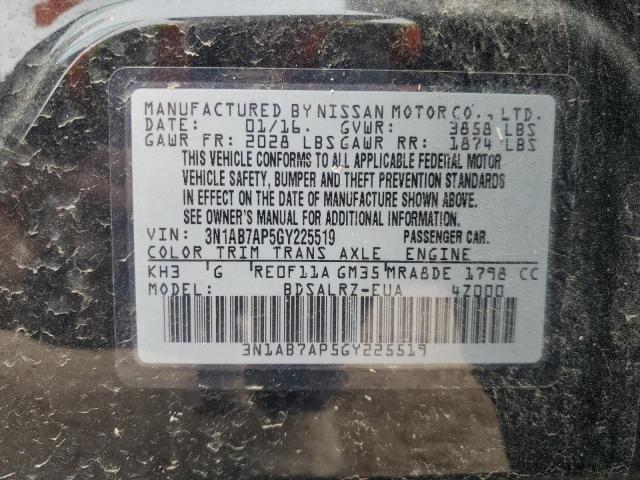 MANUFACTURED BY NISSAN MOTOR CO., LTD.
DATE: 01/16. GVWR: 3858 LBS
GAWR FR: 2028 LBS GAWR RR: 1874 LBS
THIS VEHICLE CONFORMS TO ALL APPLICABLE FEDERAL MOTOR
VEHICLE SAFETY, BUMPER AND THEFT PREVENTION STANDARDS
IN EFFECT ON THE DATE OF MANUFACTURE SHOWN ABOVE.
SEE OWNER'S MANUAL FOR ADDITIONAL INFORMATION.
VIN: 3N1AB7AP5GY225519 PASSENGER CAR.
COLOR TRIM TRANS AXLE ENGINE
KH3 G RE0F11A GM35 MRA8DE 1798 CC
MODEL: BDSALRZ-EUA 4Z000
3N1AB7AP5GY225519